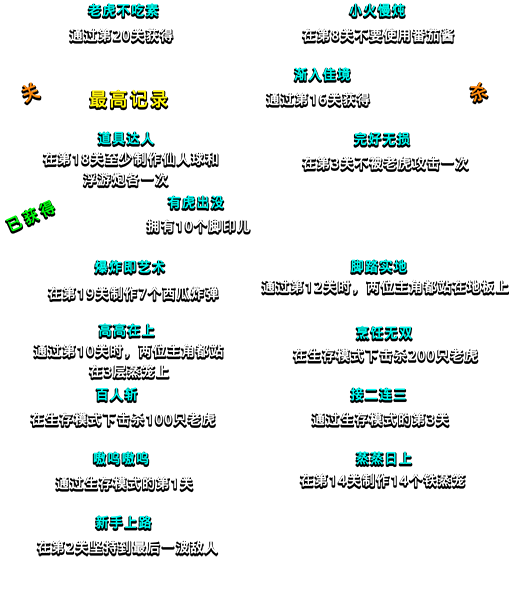 老虎不吃素
通过第20关获得
小火慢炖
在第8关不要使用番茄酱
渐入佳境
通过第16关获得
关
最高记录
杀
道具达人
在第18关至少制作仙人球和
浮游炮各一次
完好无损
在第3关不被老虎攻击一次
已获得
有虎出没
拥有10个脚印儿
爆炸即艺术
在第19关制作7个西瓜炸弹
脚踏实地
通过第12关时，两位主角都站在地板上
高高在上
通过第10关时，两位主角都站
在3层蒸笼上
烹饪无双
在生存模式下击杀200只老虎
百人斩
在生存模式下击杀100只老虎
接二连三
通过生存模式的第3关
嗷呜嗷呜
通过生存模式的第1关
蒸蒸日上
在第14关制作14个铁蒸笼
新手上路
在第2关坚持到最后一波敌人